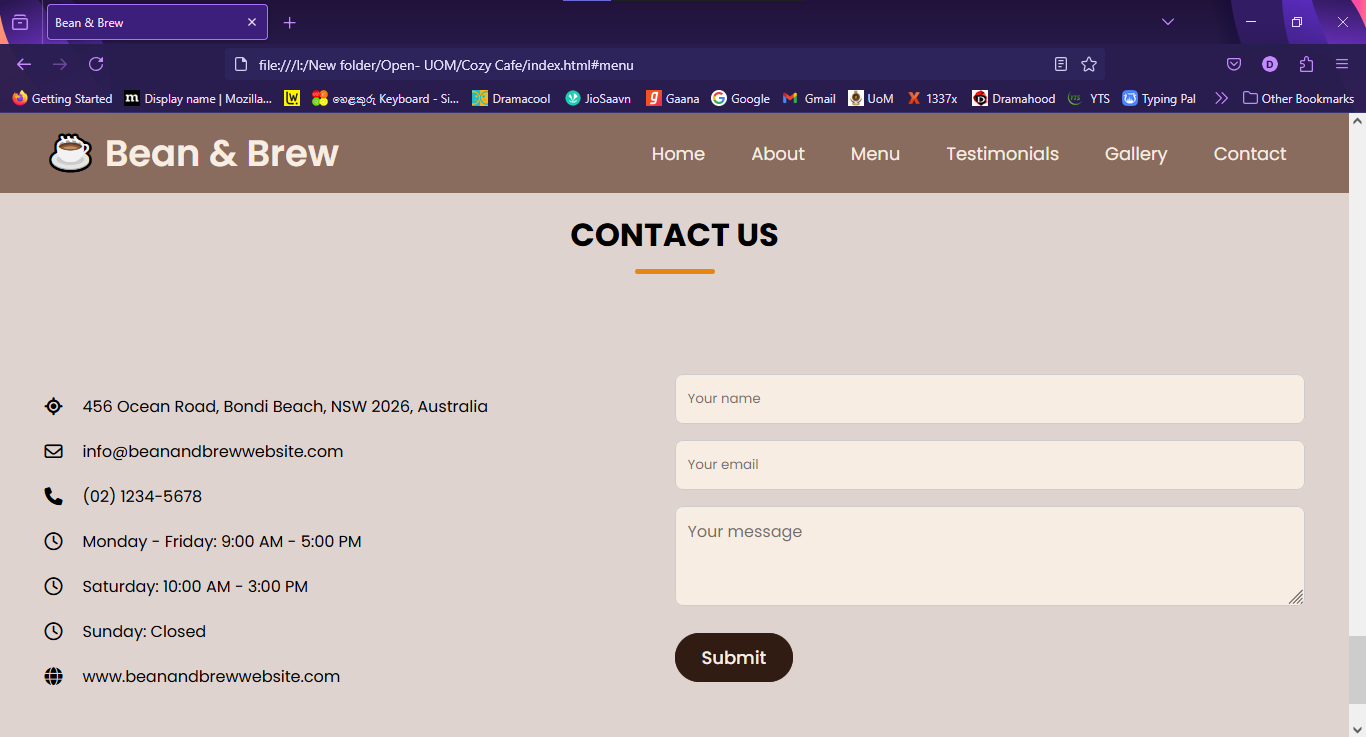 Bean & Brew
file:///I:/New folder/Open- UOM/Cozy Cafe/index.html#menu
D
Getting Started
m Display name | Mozilla...
හෙළකුරු Keyboard - Si...
Dramacool
JioSaavn
g Gaana
Google
Gmail
UoM
X 1337x
Dramahood
YTS
Typing Pal
Other Bookmarks
Bean & Brew
Home About Menu Testimonials Gallery Contact
CONTACT US
456 Ocean Road, Bondi Beach, NSW 2026, Australia
info@beanandbrewwebsite.com
(02) 1234-5678
Monday - Friday: 9:00 AM - 5:00 PM
Saturday: 10:00 AM - 3:00 PM
Sunday: Closed
www.beanandbrewwebsite.com
Your name
Your email
Your message
Submit